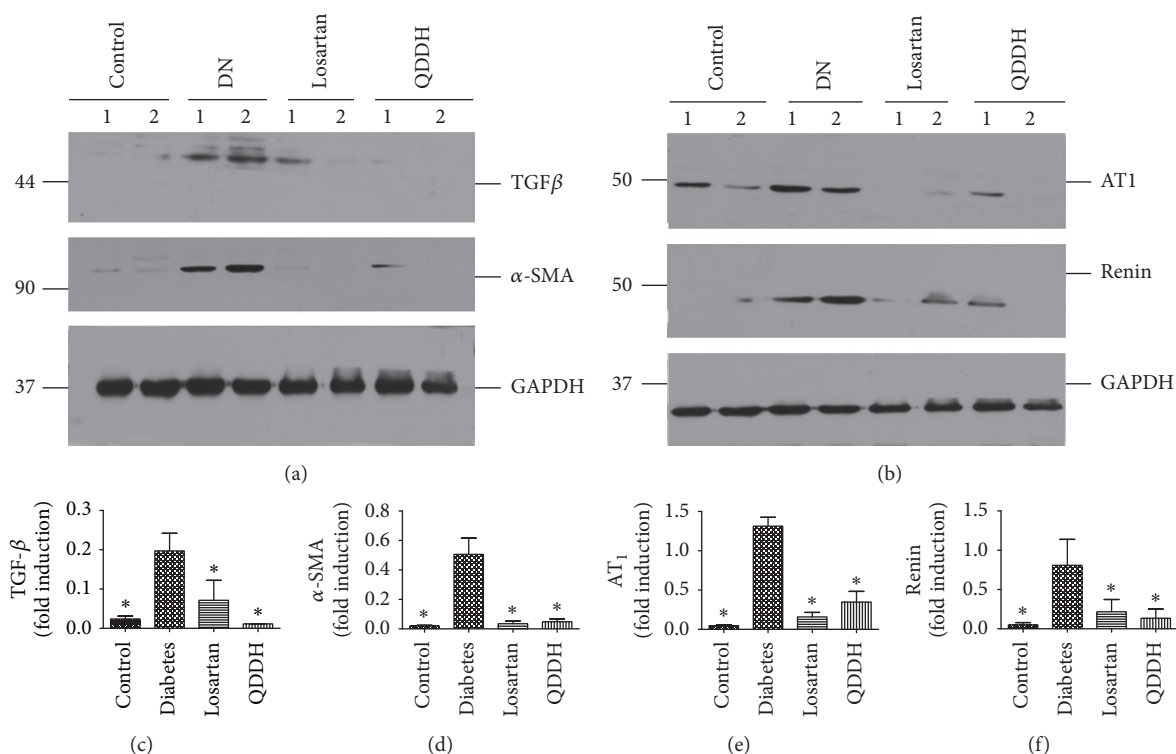 Control
DN
Losartan
QDDH
1 2 1 2 1 2 1 2
44
TGFβ
90
α-SMA
37
GAPDH
(a)
Control
DN
Losartan
QDDH
1 2 1 2 1 2 1 2
50
AT1
50
Renin
37
GAPDH
(b)
TGF-β
(fold induction)
0.3
0.2
0.1
0.0
* * *
Control
Diabetes
Losartan
QDDH
(c)
α-SMA
(fold induction)
0.8
0.6
0.4
0.2
0.0
* * *
Control
Diabetes
Losartan
QDDH
(d)
AT1
(fold induction)
1.5
1.0
0.5
0.0
* * *
Control
Diabetes
Losartan
QDDH
(e)
Renin
(fold induction)
1.5
1.0
0.5
0.0
* * *
Control
Diabetes
Losartan
QDDH
(f)